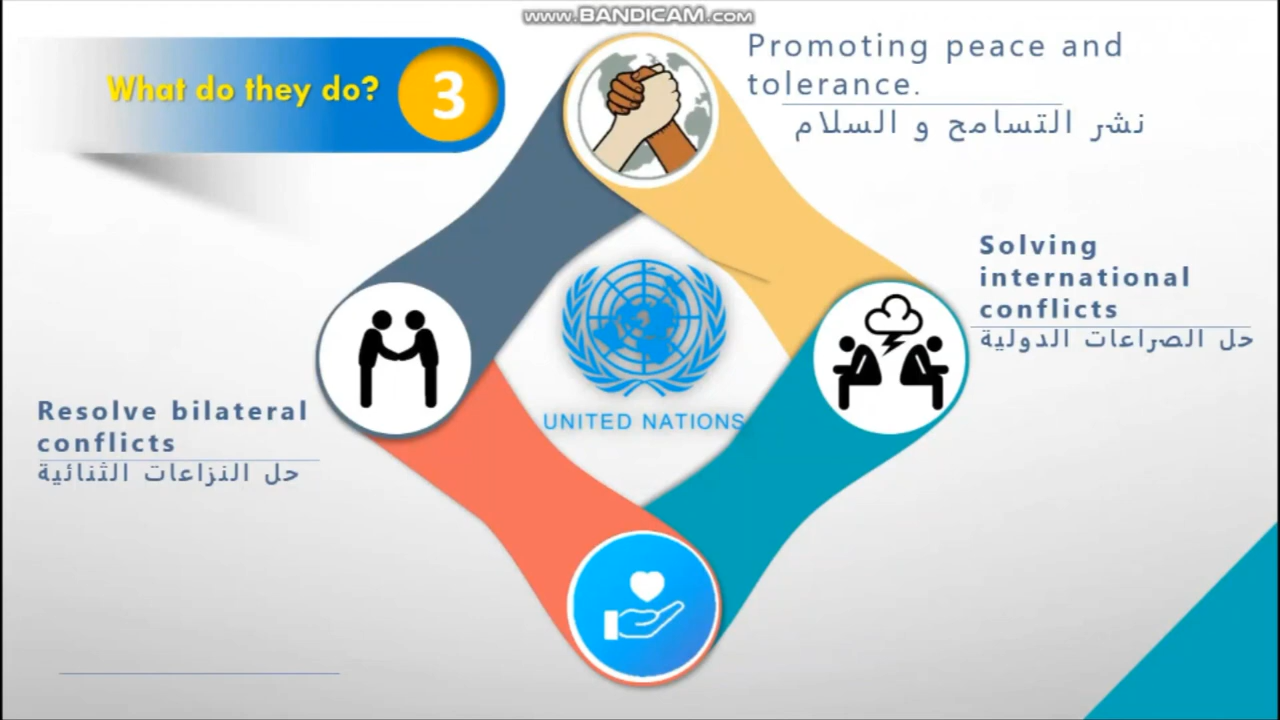 www.BANDICAM.com
What do they do?
3
Promoting peace and
tolerance.
نشر التسامح و السلام
Solving
international
conflicts
حل الصراعات الدولية
UNITED NATIONS
Resolve bilateral
conflicts
حل النزاعات الثنائية